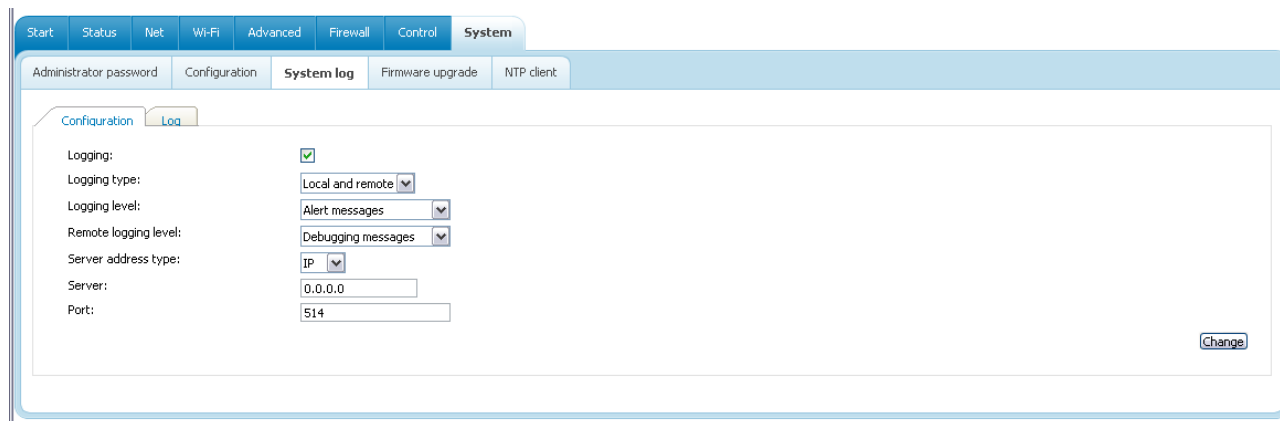 Start Status Net Wi-Fi Advanced Firewall Control System
Administrator password Configuration System log Firmware upgrade NTP client
Configuration Log
Logging:
Logging type: Local and remote
Logging level: Alert messages
Remote logging level: Debugging messages
Server address type: IP
Server: 0.0.0.0
Port: 514
Change